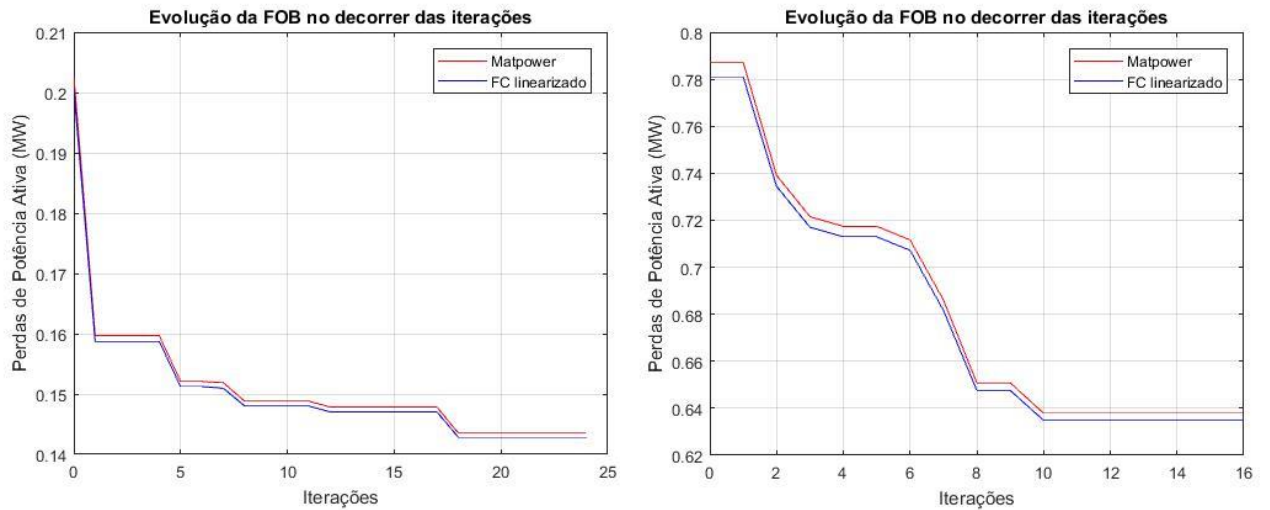 Evolução da FOB no decorrer das iterações
0.21
0.2
0.19
0.18
0.17
0.16
0.15
0.14
Perdas de Potência Ativa (MW)
Matpower
FC linearizado
0 5 10 15 20 25
Iterações
Evolução da FOB no decorrer das iterações
0.8
0.78
0.76
0.74
0.72
0.7
0.68
0.66
0.64
0.62
Perdas de Potência Ativa (MW)
Matpower
FC linearizado
0 2 4 6 8 10 12 14 16
Iterações